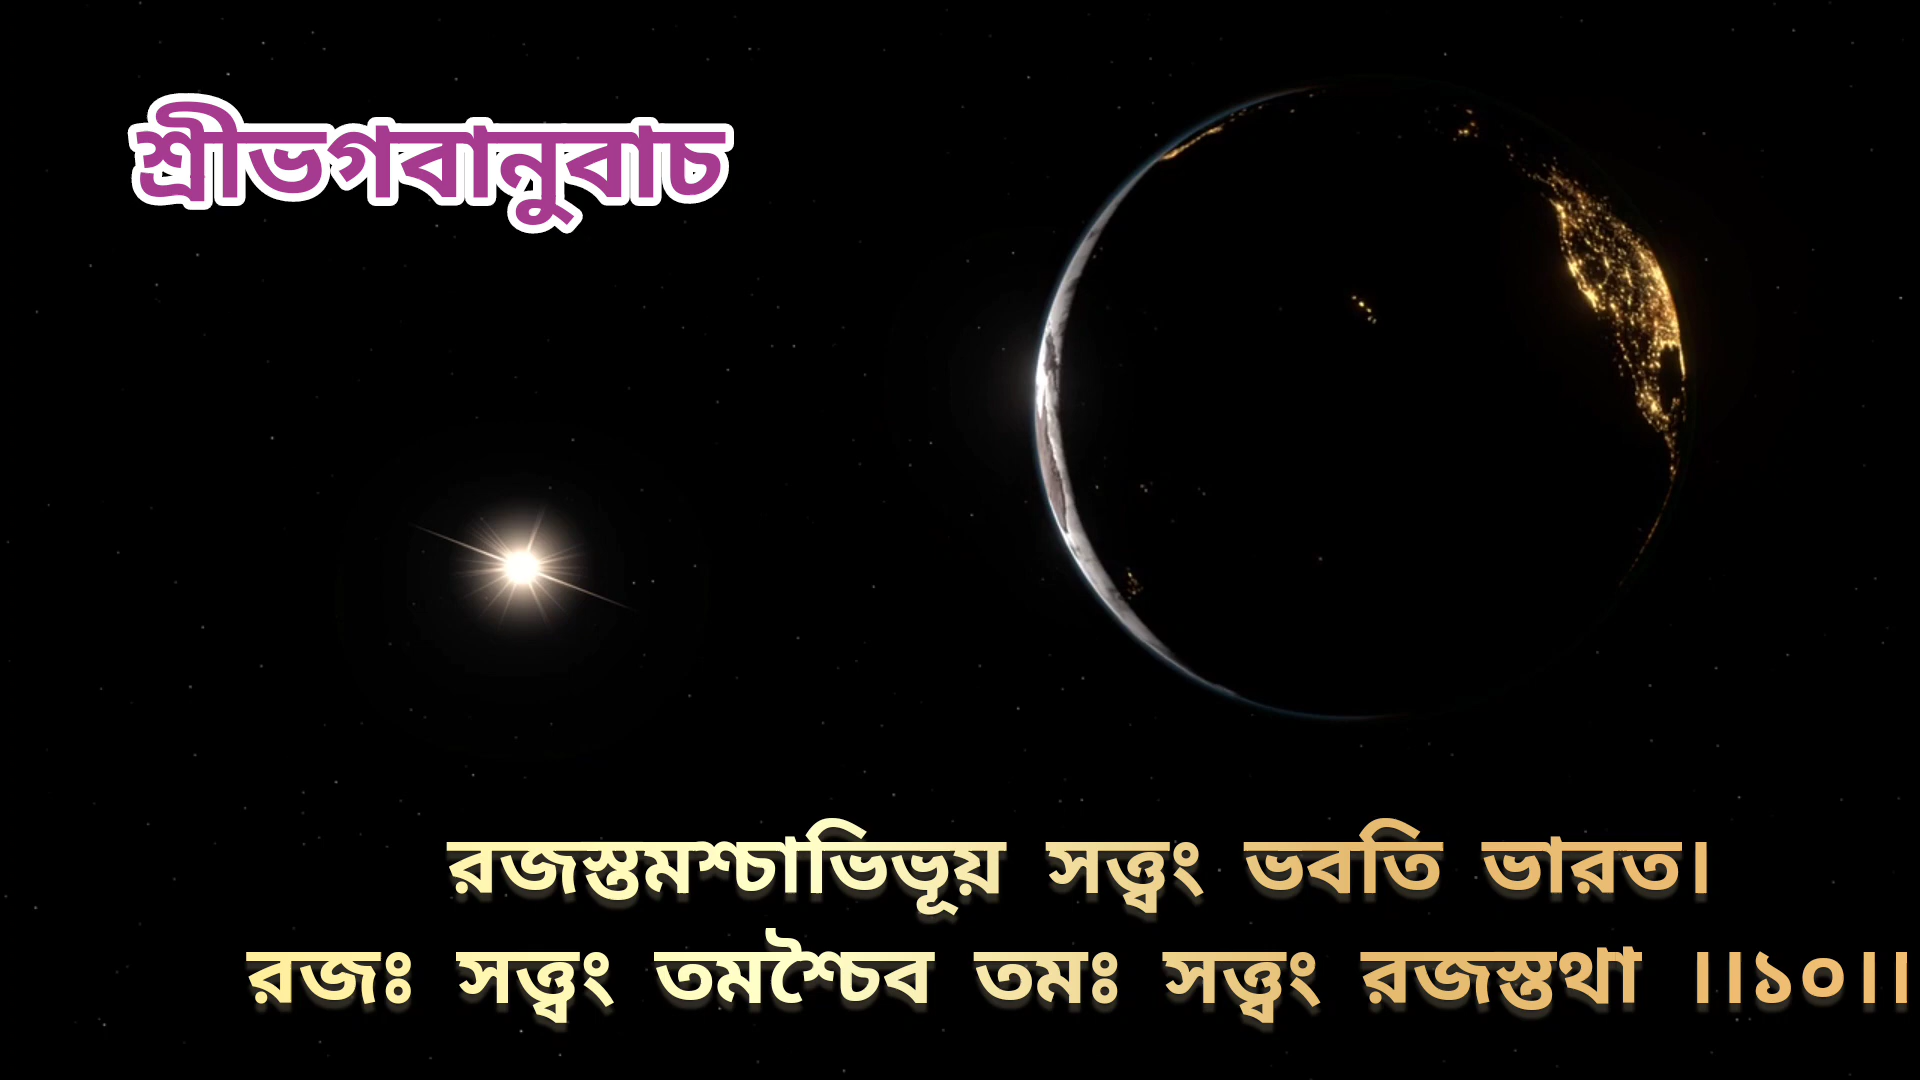 শ্রীভগবানুবাচ
রজস্তমশ্চাভিভূয় সত্ত্বং ভবতি ভারত।
রজঃ সত্ত্বং তমশ্চৈব তমঃ সত্ত্বং রজস্তথা ।।১০।।